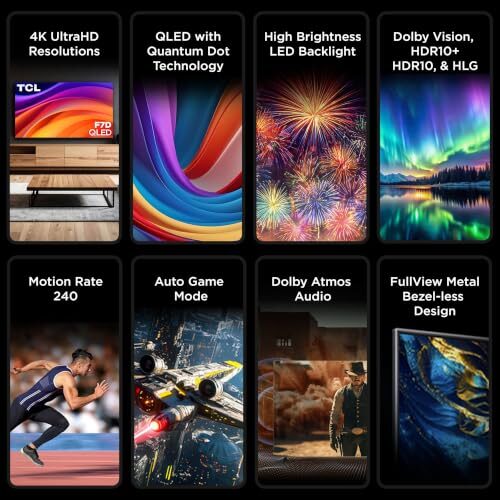 4K UltraHD
Resolutions
TCL
F7D
QLED
QLED with
Quantum Dot
Technology
High Brightness
LED Backlight
Dolby Vision,
HDR10+
HDR10, & HLG
Motion Rate
240
Auto Game
Mode
Dolby Atmos
Audio
FullView Metal
Bezel-less
Design